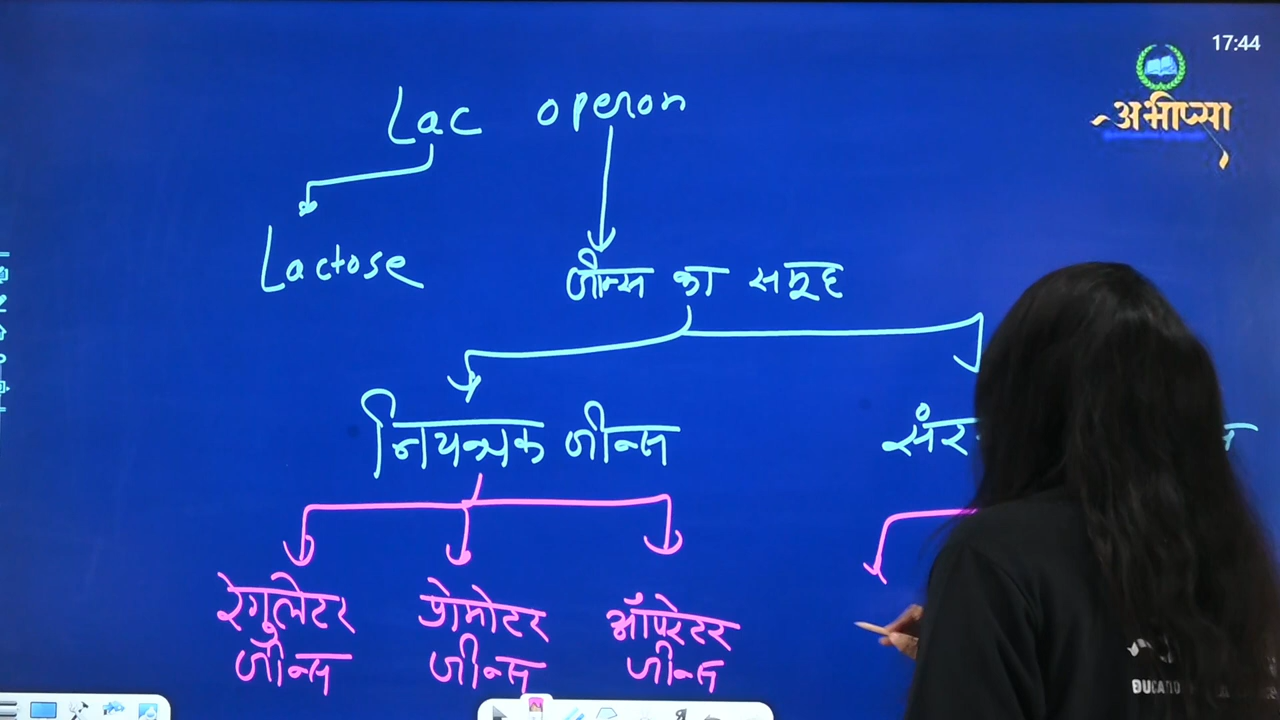 17:44
अभीप्सा
Lac operon
Lactose
जीन्स का समूह
नियन्त्रक जीन्स
रेगुलेटर जीन्स
प्रोमोटर जीन्स
ऑपरेटर जीन्स